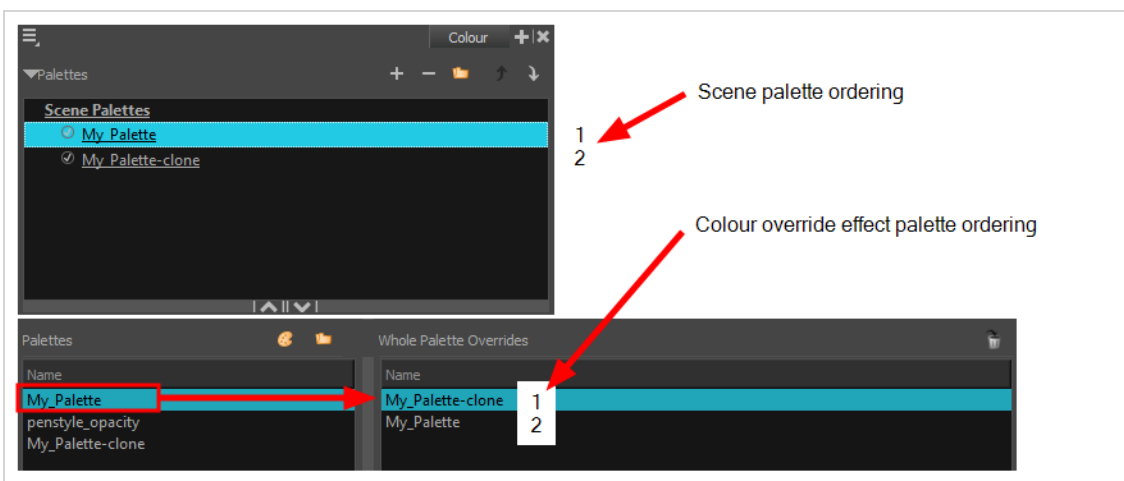 Colour
Palettes
Scene Palettes
My_Palette
My_Palette-clone
Scene palette ordering
1
2
Colour override effect palette ordering
Palettes
Whole Palette Overrides
Name
Name
My_Palette
My_Palette-clone 1
penstyle_opacity
My_Palette 2
My_Palette-clone